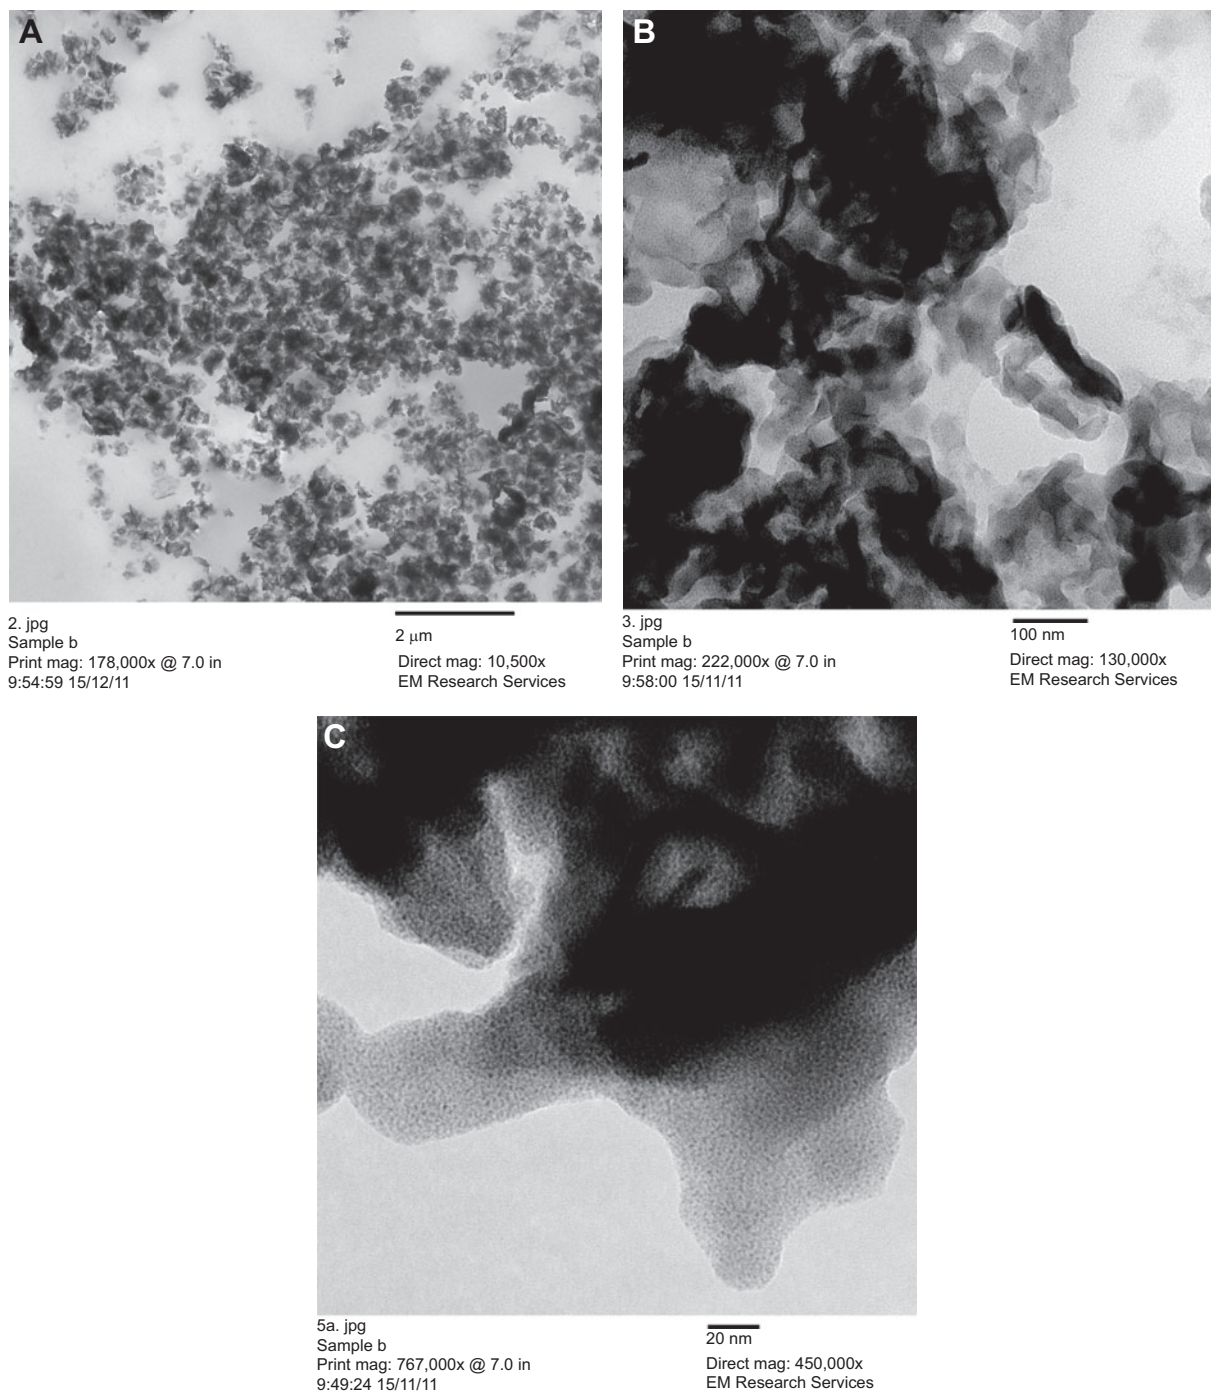 A
B
2. jpg
Sample b
Print mag: 178,000x @ 7.0 in
9:54:59 15/12/11
2 μm
Direct mag: 10,500x
EM Research Services
3. jpg
Sample b
Print mag: 222,000x @ 7.0 in
9:58:00 15/11/11
100 nm
Direct mag: 130,000x
EM Research Services
C
5a. jpg
Sample b
Print mag: 767,000x @ 7.0 in
9:49:24 15/11/11
20 nm
Direct mag: 450,000x
EM Research Services